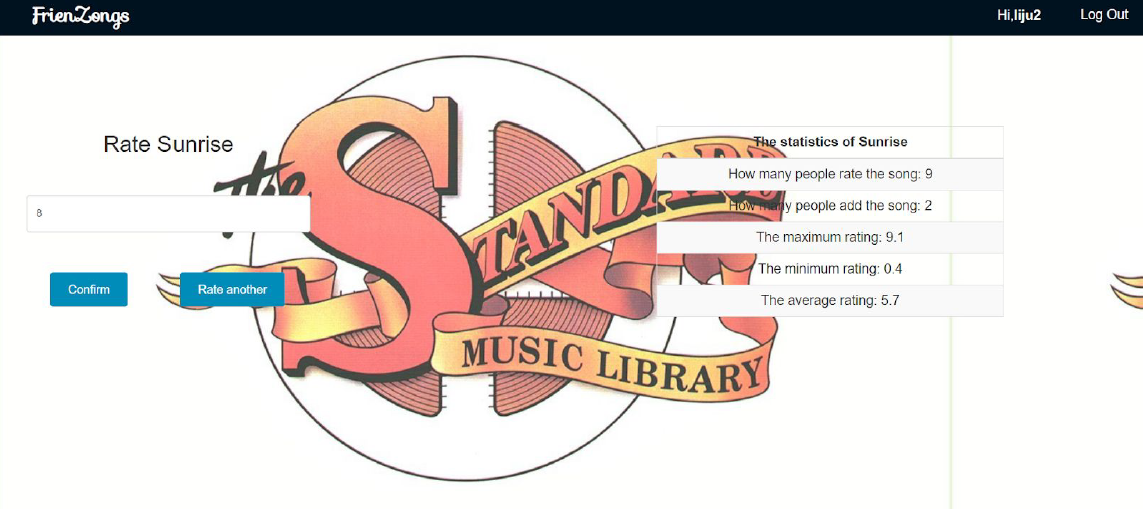 FrienZongs
Hi,liju2
Log Out
Rate Sunrise
8
Confirm
Rate another
The
STANDARD
MUSIC LIBRARY
The statistics of Sunrise
How many people rate the song: 9
How many people add the song: 2
The maximum rating: 9.1
The minimum rating: 0.4
The average rating: 5.7